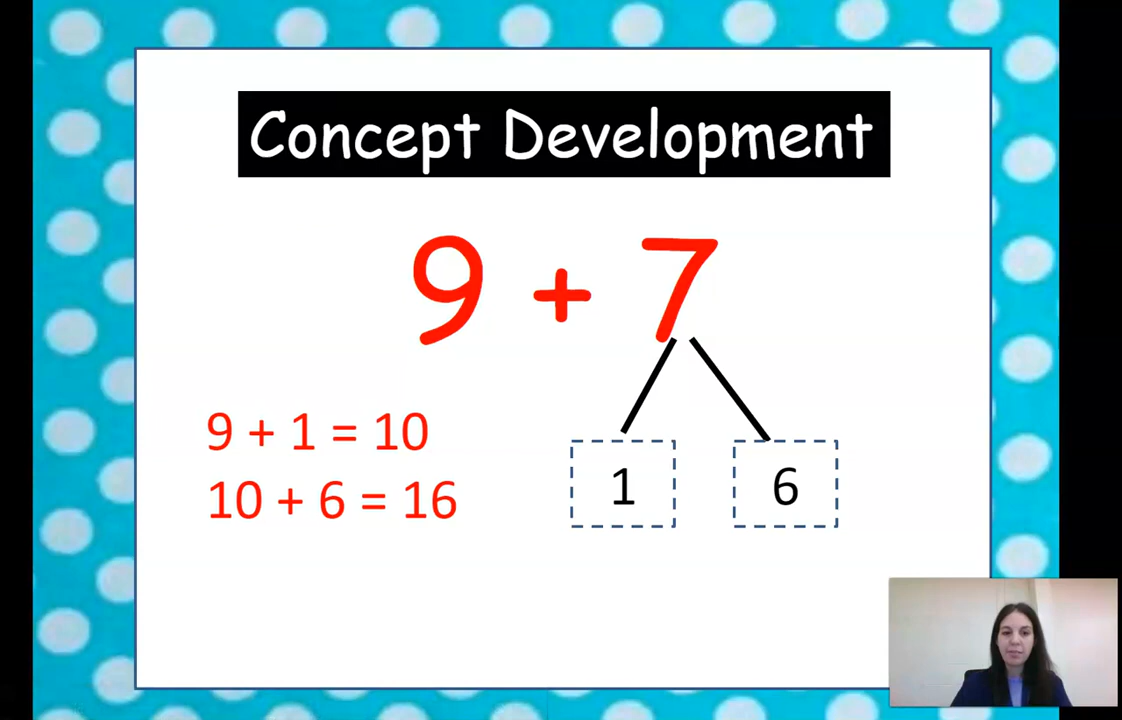 Concept Development
9 + 7
9 + 1 = 10
10 + 6 = 16
1 6